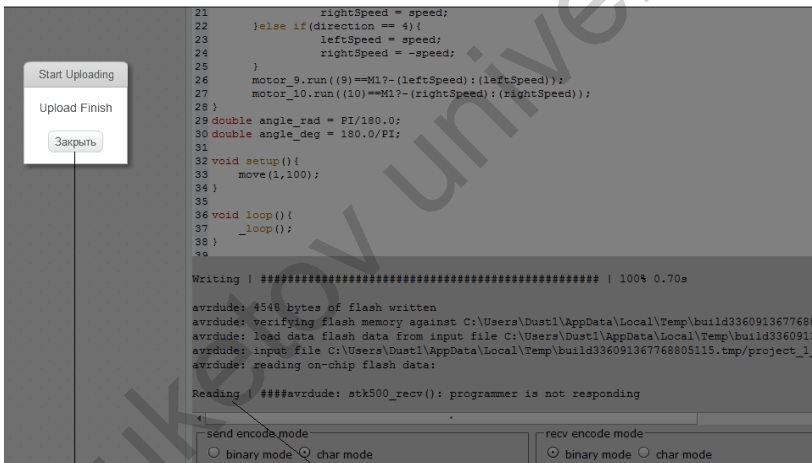 21 rightSpeed = speed;
22 }else if(direction == 4){
23 leftSpeed = speed;
24 rightSpeed = -speed;
25 }
26 motor_9.run((9)==M1?-(leftSpeed):(leftSpeed));
27 motor_10.run((10)==M1?-(rightSpeed):(rightSpeed));
28 }
29 double angle_rad = PI/180.0;
30 double angle_deg = 180.0/PI;
31
32 void setup(){
33 move(1,100);
34 }
35
36 void loop(){
37 _loop();
38 }
39
Start Uploading
Upload Finish
Закрыть
Writing | ################################################## | 100% 0.70s
avrdude: 4548 bytes of flash written
avrdude: verifying flash memory against C:\Users\Dust1\AppData\Local\Temp\build33609136776880
avrdude: load data flash data from input file C:\Users\Dust1\AppData\Local\Temp\build3360913
avrdude: input file C:\Users\Dust1\AppData\Local\Temp\build336091367768805115.tmp/project_1_
avrdude: reading on-chip flash data:
Reading | ####avrdude: stk500_recv(): programmer is not responding
send encode mode
binary mode char mode
recv encode mode
binary mode char mode
uketov unive